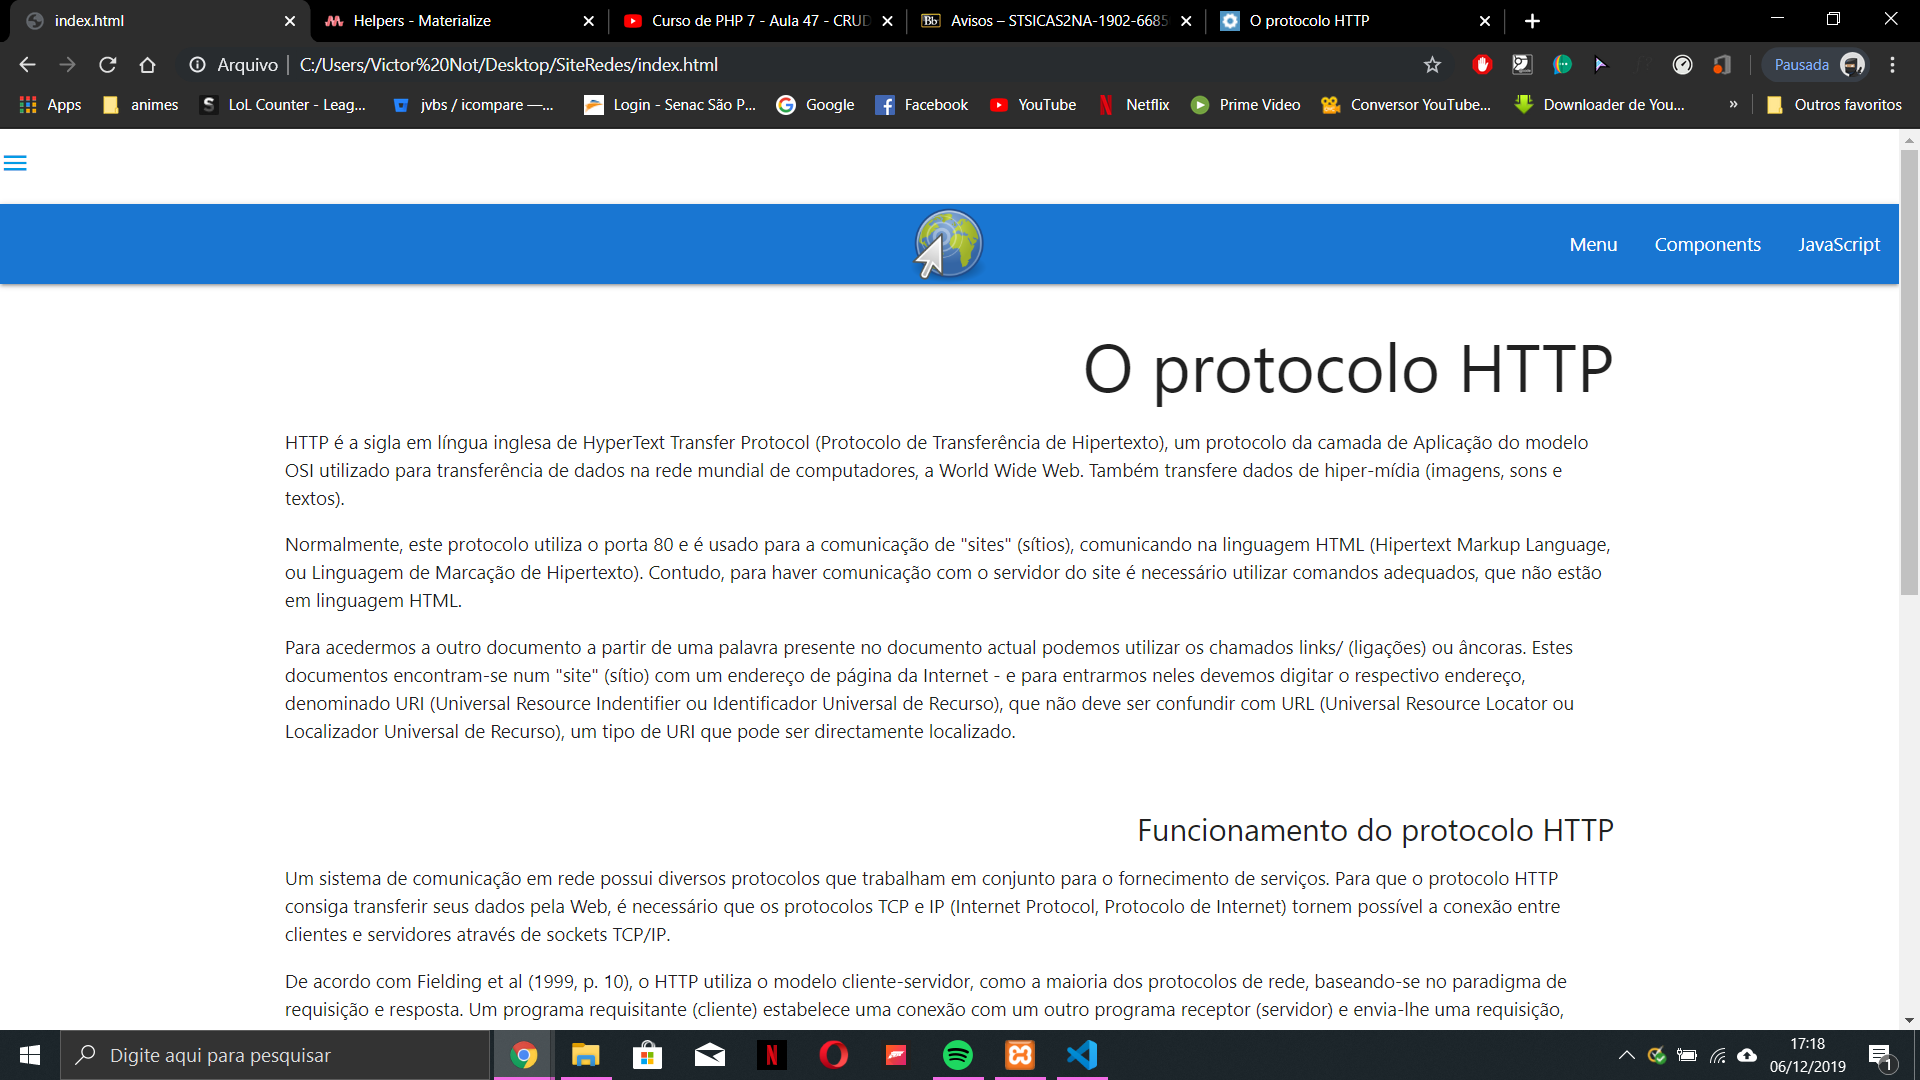 index.html
Helpers - Materialize
Curso de PHP 7 - Aula 47 - CRUD
Bb
Avisos – STSICAS2NA-1902-6685
O protocolo HTTP
Arquivo
C:/Users/Victor%20Not/Desktop/SiteRedes/index.html
Pausada
Apps
animes
S
LoL Counter - Leag...
jvbs / icompare —...
Login - Senac São P...
Google
Facebook
YouTube
Netflix
Prime Video
Conversor YouTube...
Downloader de You...
»
Outros favoritos
Menu
Components
JavaScript
O protocolo HTTP
HTTP é a sigla em língua inglesa de HyperText Transfer Protocol (Protocolo de Transferência de Hipertexto), um protocolo da camada de Aplicação do modelo
OSI utilizado para transferência de dados na rede mundial de computadores, a World Wide Web. Também transfere dados de hiper-mídia (imagens, sons e
textos).
Normalmente, este protocolo utiliza o porta 80 e é usado para a comunicação de "sites" (sítios), comunicando na linguagem HTML (Hipertext Markup Language,
ou Linguagem de Marcação de Hipertexto). Contudo, para haver comunicação com o servidor do site é necessário utilizar comandos adequados, que não estão
em linguagem HTML.
Para acedermos a outro documento a partir de uma palavra presente no documento actual podemos utilizar os chamados links/ (ligações) ou âncoras. Estes
documentos encontram-se num "site" (sítio) com um endereço de página da Internet - e para entrarmos neles devemos digitar o respectivo endereço,
denominado URI (Universal Resource Indentifier ou Identificador Universal de Recurso), que não deve ser confundir com URL (Universal Resource Locator ou
Localizador Universal de Recurso), um tipo de URI que pode ser directamente localizado.
Funcionamento do protocolo HTTP
Um sistema de comunicação em rede possui diversos protocolos que trabalham em conjunto para o fornecimento de serviços. Para que o protocolo HTTP
consiga transferir seus dados pela Web, é necessário que os protocolos TCP e IP (Internet Protocol, Protocolo de Internet) tornem possível a conexão entre
clientes e servidores através de sockets TCP/IP.
De acordo com Fielding et al (1999, p. 10), o HTTP utiliza o modelo cliente-servidor, como a maioria dos protocolos de rede, baseando-se no paradigma de
requisição e resposta. Um programa requisitante (cliente) estabelece uma conexão com um outro programa receptor (servidor) e envia-lhe uma requisição,
Digite aqui para pesquisar
17:18
06/12/2019
1